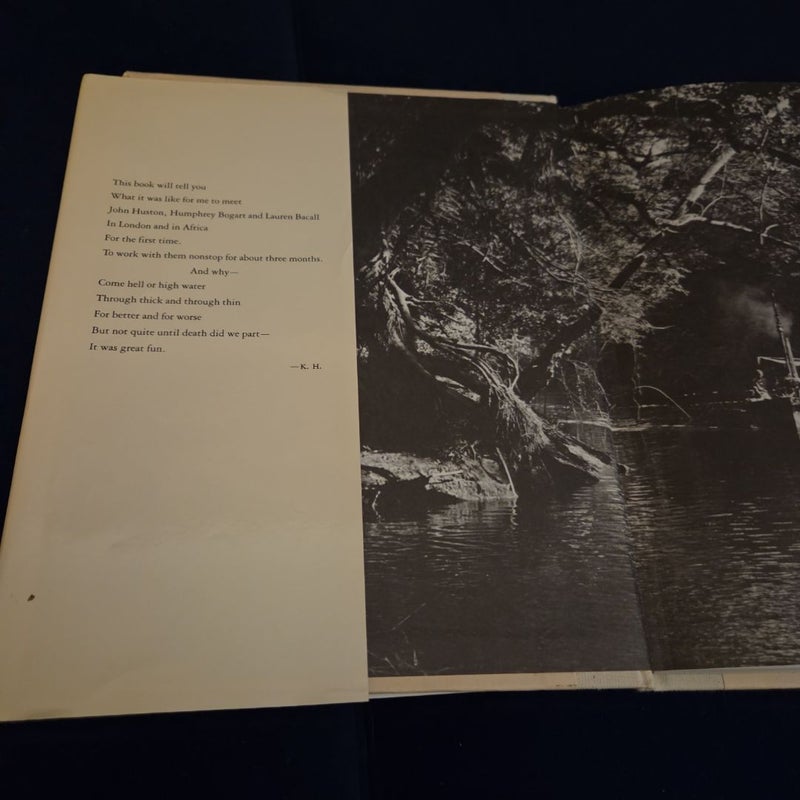 This book will tell you
What it was like for me to meet
John Huston, Humphrey Bogart and Lauren Bacall
In London and in Africa
For the first time.
To work with them nonstop for about three months.
And why—
Come hell or high water
Through thick and through thin
For better and for worse
But not quite until death did we part—
It was great fun.
—K. H.